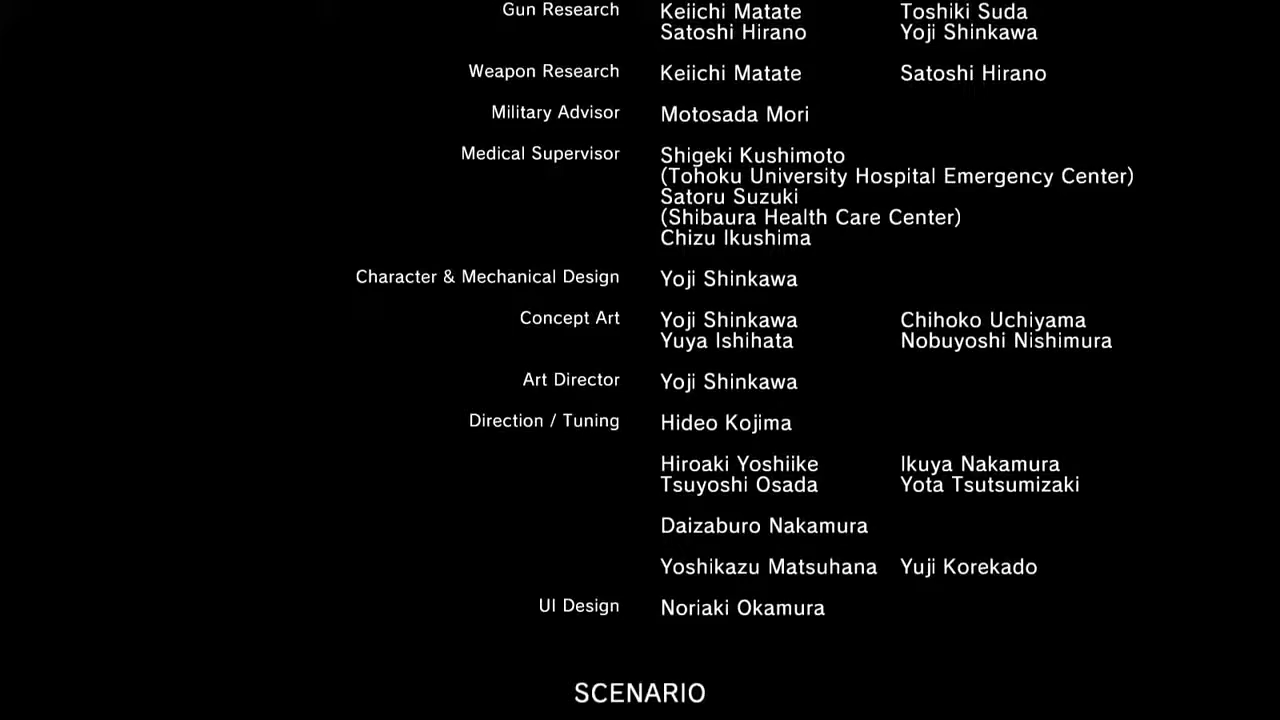 Gun Research Keiichi Matate Toshiki Suda
Satoshi Hirano Yoji Shinkawa
Weapon Research Keiichi Matate Satoshi Hirano
Military Advisor Motosada Mori
Medical Supervisor Shigeki Kushimoto
(Tohoku University Hospital Emergency Center)
Satoru Suzuki
(Shibaura Health Care Center)
Chizu Ikushima
Character & Mechanical Design Yoji Shinkawa
Concept Art Yoji Shinkawa Chihoko Uchiyama
Yuya Ishihata Nobuyoshi Nishimura
Art Director Yoji Shinkawa
Direction / Tuning Hideo Kojima
Hiroaki Yoshiike Ikuya Nakamura
Tsuyoshi Osada Yota Tsutsumizaki
Daizaburo Nakamura
Yoshikazu Matsuhana Yuji Korekado
UI Design Noriaki Okamura
SCENARIO